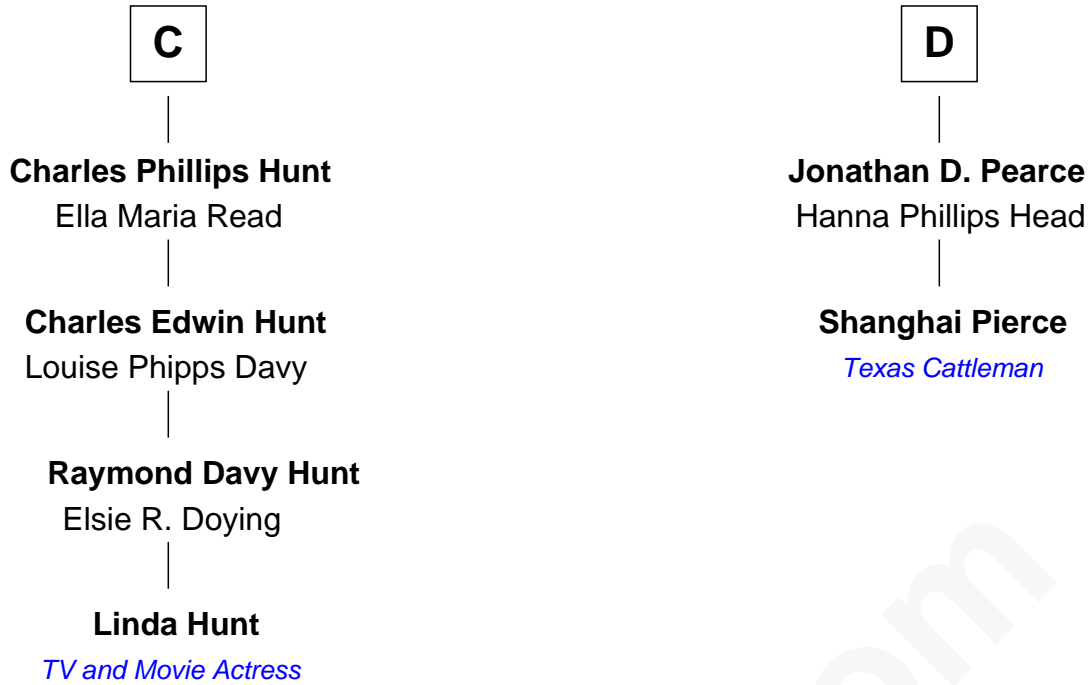 C
Charles Phillips Hunt
Ella Maria Read
Charles Edwin Hunt
Louise Phipps Davy
Raymond Davy Hunt
Elsie R. Doying
Linda Hunt
TV and Movie Actress
D
Jonathan D. Pearce
Hanna Phillips Head
Shanghai Pierce
Texas Cattleman
om